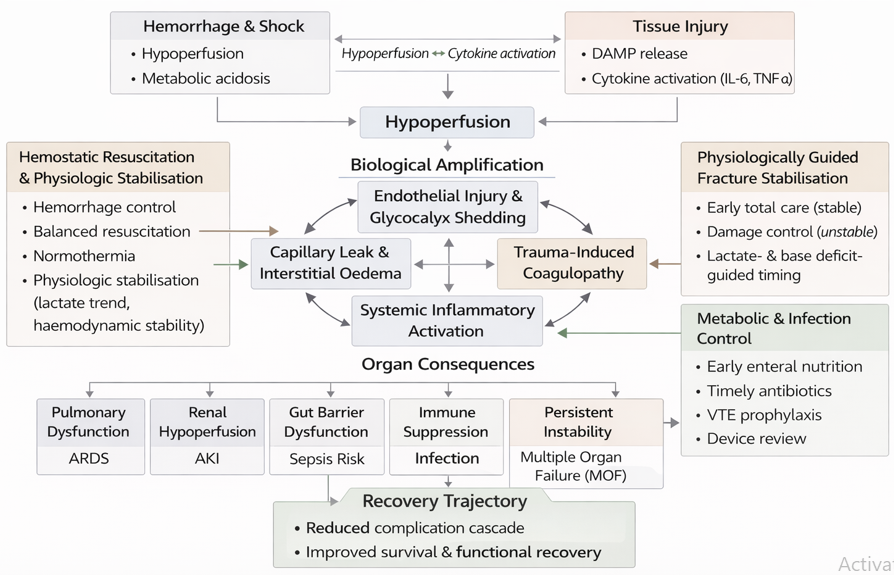 Hemorrhage & Shock
• Hypoperfusion
• Metabolic acidosis
Hypoperfusion ↔ Cytokine activation
Tissue Injury
• DAMP release
• Cytokine activation (IL-6, TNFα)
Hypoperfusion
Biological Amplification
Hemostatic Resuscitation
& Physiologic Stabilisation
• Hemorrhage control
• Balanced resuscitation
• Normothermia
• Physiologic stabilisation
(lactate trend,
haemodynamic stability)
Endothelial Injury &
Glycocalyx Shedding
Capillary Leak &
Interstitial Oedema
Trauma-Induced
Coagulopathy
Systemic Inflammatory
Activation
Physiologically Guided
Fracture Stabilisation
• Early total care (stable)
• Damage control (unstable)
• Lactate- & base deficit-
guided timing
Metabolic & Infection
Control
• Early enteral nutrition
• Timely antibiotics
• VTE prophylaxis
• Device review
Organ Consequences
Pulmonary
Dysfunction
ARDS
Renal
Hypoperfusion
AKI
Gut Barrier
Dysfunction
Sepsis Risk
Immune
Suppression
Infection
Persistent
Instability
Multiple Organ
Failure (MOF)
Recovery Trajectory
• Reduced complication cascade
• Improved survival & functional recovery
Activa